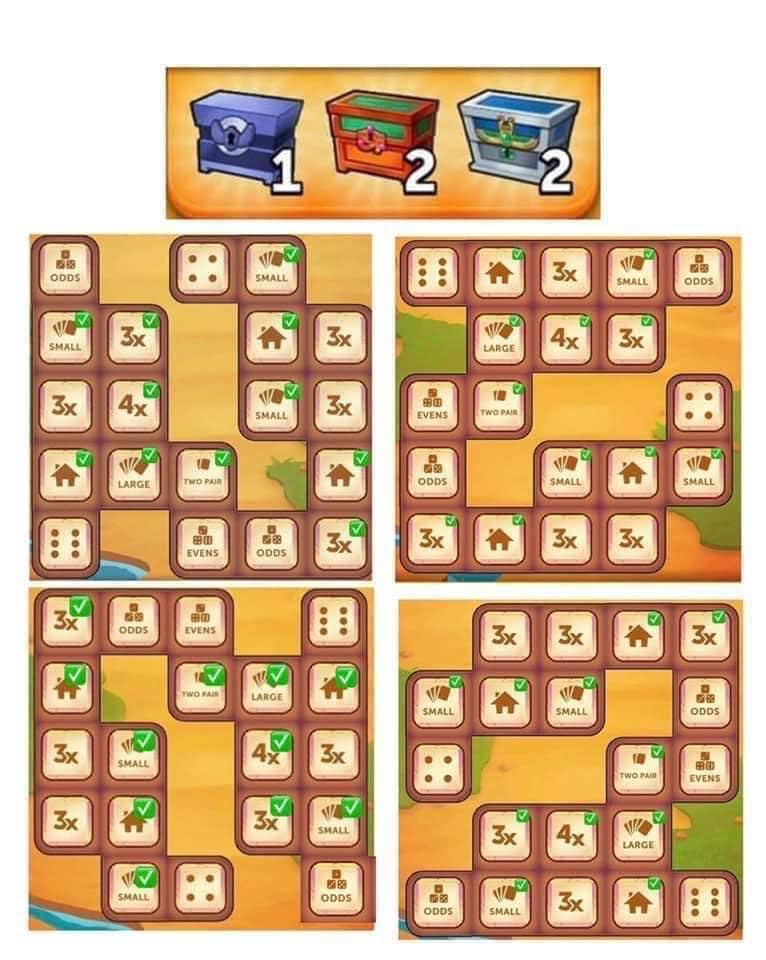 1 2 2
ODDS SMALL
SMALL 3x 3x
3x 4x SMALL 3x
LARGE TWO PAIR
EVENS ODDS 3x
3x SMALL ODDS
LARGE 4x 3x
EVENS TWO PAIR
ODDS SMALL SMALL
3x 3x 3x
3x ODDS EVENS
TWO PAIR LARGE
3x SMALL 4x 3x
3x 3x SMALL
SMALL ODDS
3x 3x 3x
SMALL SMALL ODDS
TWO PAIR EVENS
3x 4x LARGE
ODDS SMALL 3x